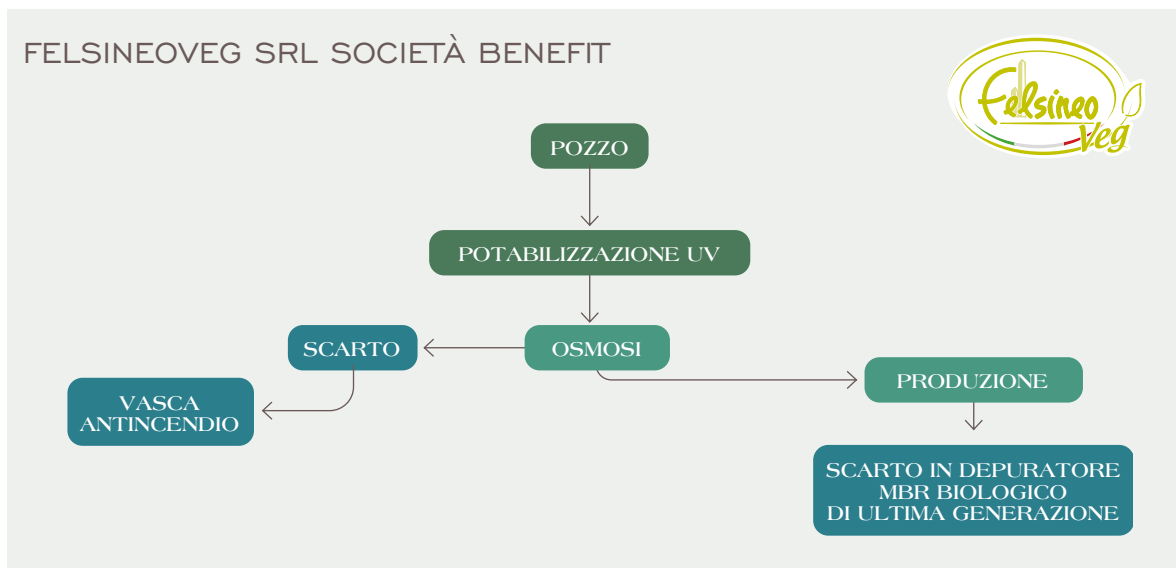 FELSINEOVEG SRL SOCIETÀ BENEFIT
Felsineo
Veg
POZZO
POTABILIZZAZIONE UV
SCARTO
OSMOSI
PRODUZIONE
VASCA
ANTINCENDIO
SCARTO IN DEPURATORE
MBR BIOLOGICO
DI ULTIMA GENERAZIONE